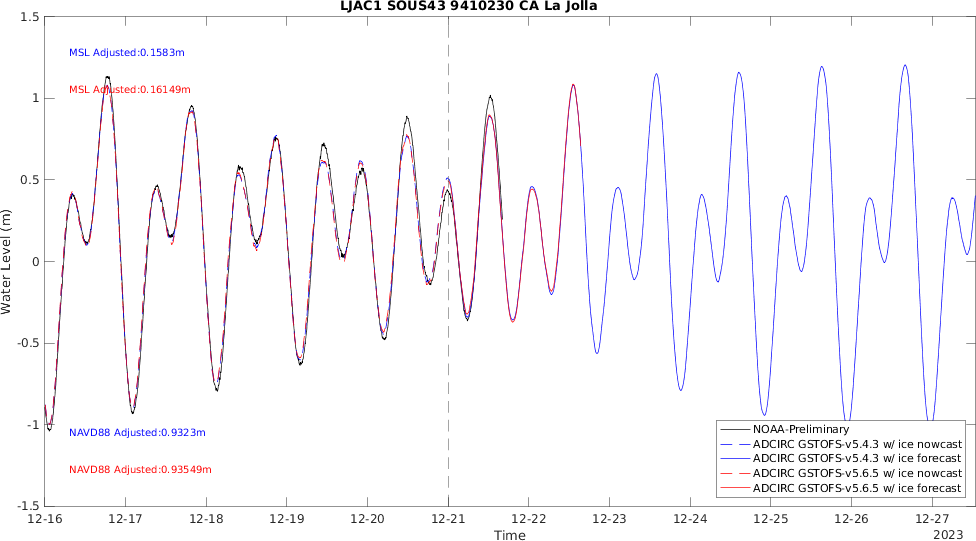 LJAC1 SOUS43 9410230 CA La Jolla
1.5
1
0.5
0
-0.5
-1
-1.5
Water Level (m)
MSL Adjusted:0.1583m
MSL Adjusted:0.16149m
NAVD88 Adjusted:0.9323m
NAVD88 Adjusted:0.93549m
NOAA-Preliminary
ADCIRC GSTOFS-v5.4.3 w/ ice nowcast
ADCIRC GSTOFS-v5.4.3 w/ ice forecast
ADCIRC GSTOFS-v5.6.5 w/ ice nowcast
ADCIRC GSTOFS-v5.6.5 w/ ice forecast
12-16 12-17 12-18 12-19 12-20 12-21 12-22 12-23 12-24 12-25 12-26 12-27
Time
2023